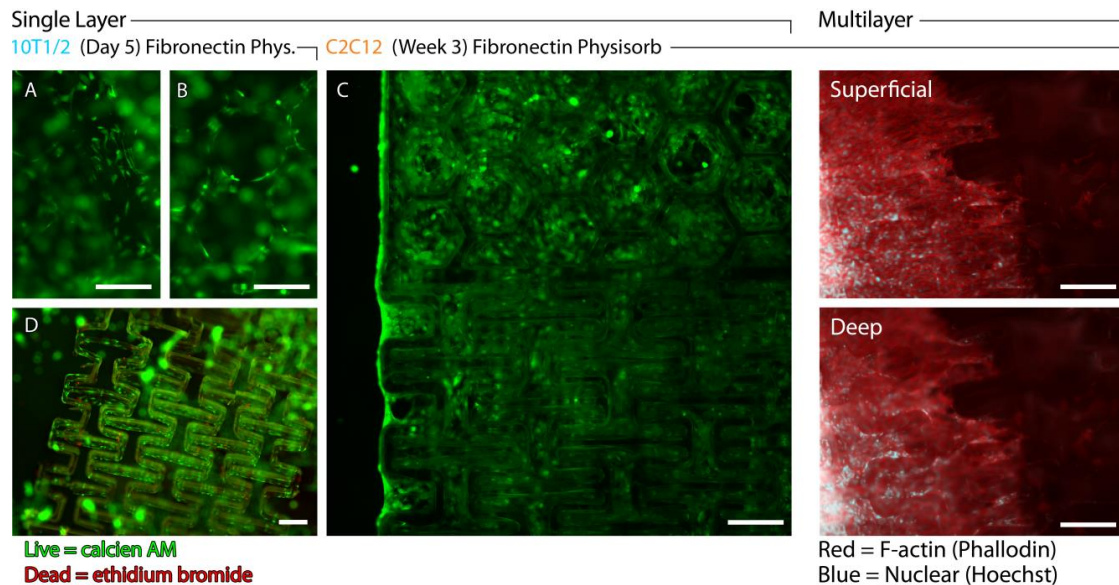 Single Layer
Multilayer
10T1/2 (Day 5) Fibronectin Phys.
C2C12 (Week 3) Fibronectin Physisorb
A
B
C
Superficial
D
Deep
Live = calcien AM
Dead = ethidium bromide
Red = F-actin (Phallodin)
Blue = Nuclear (Hoechst)